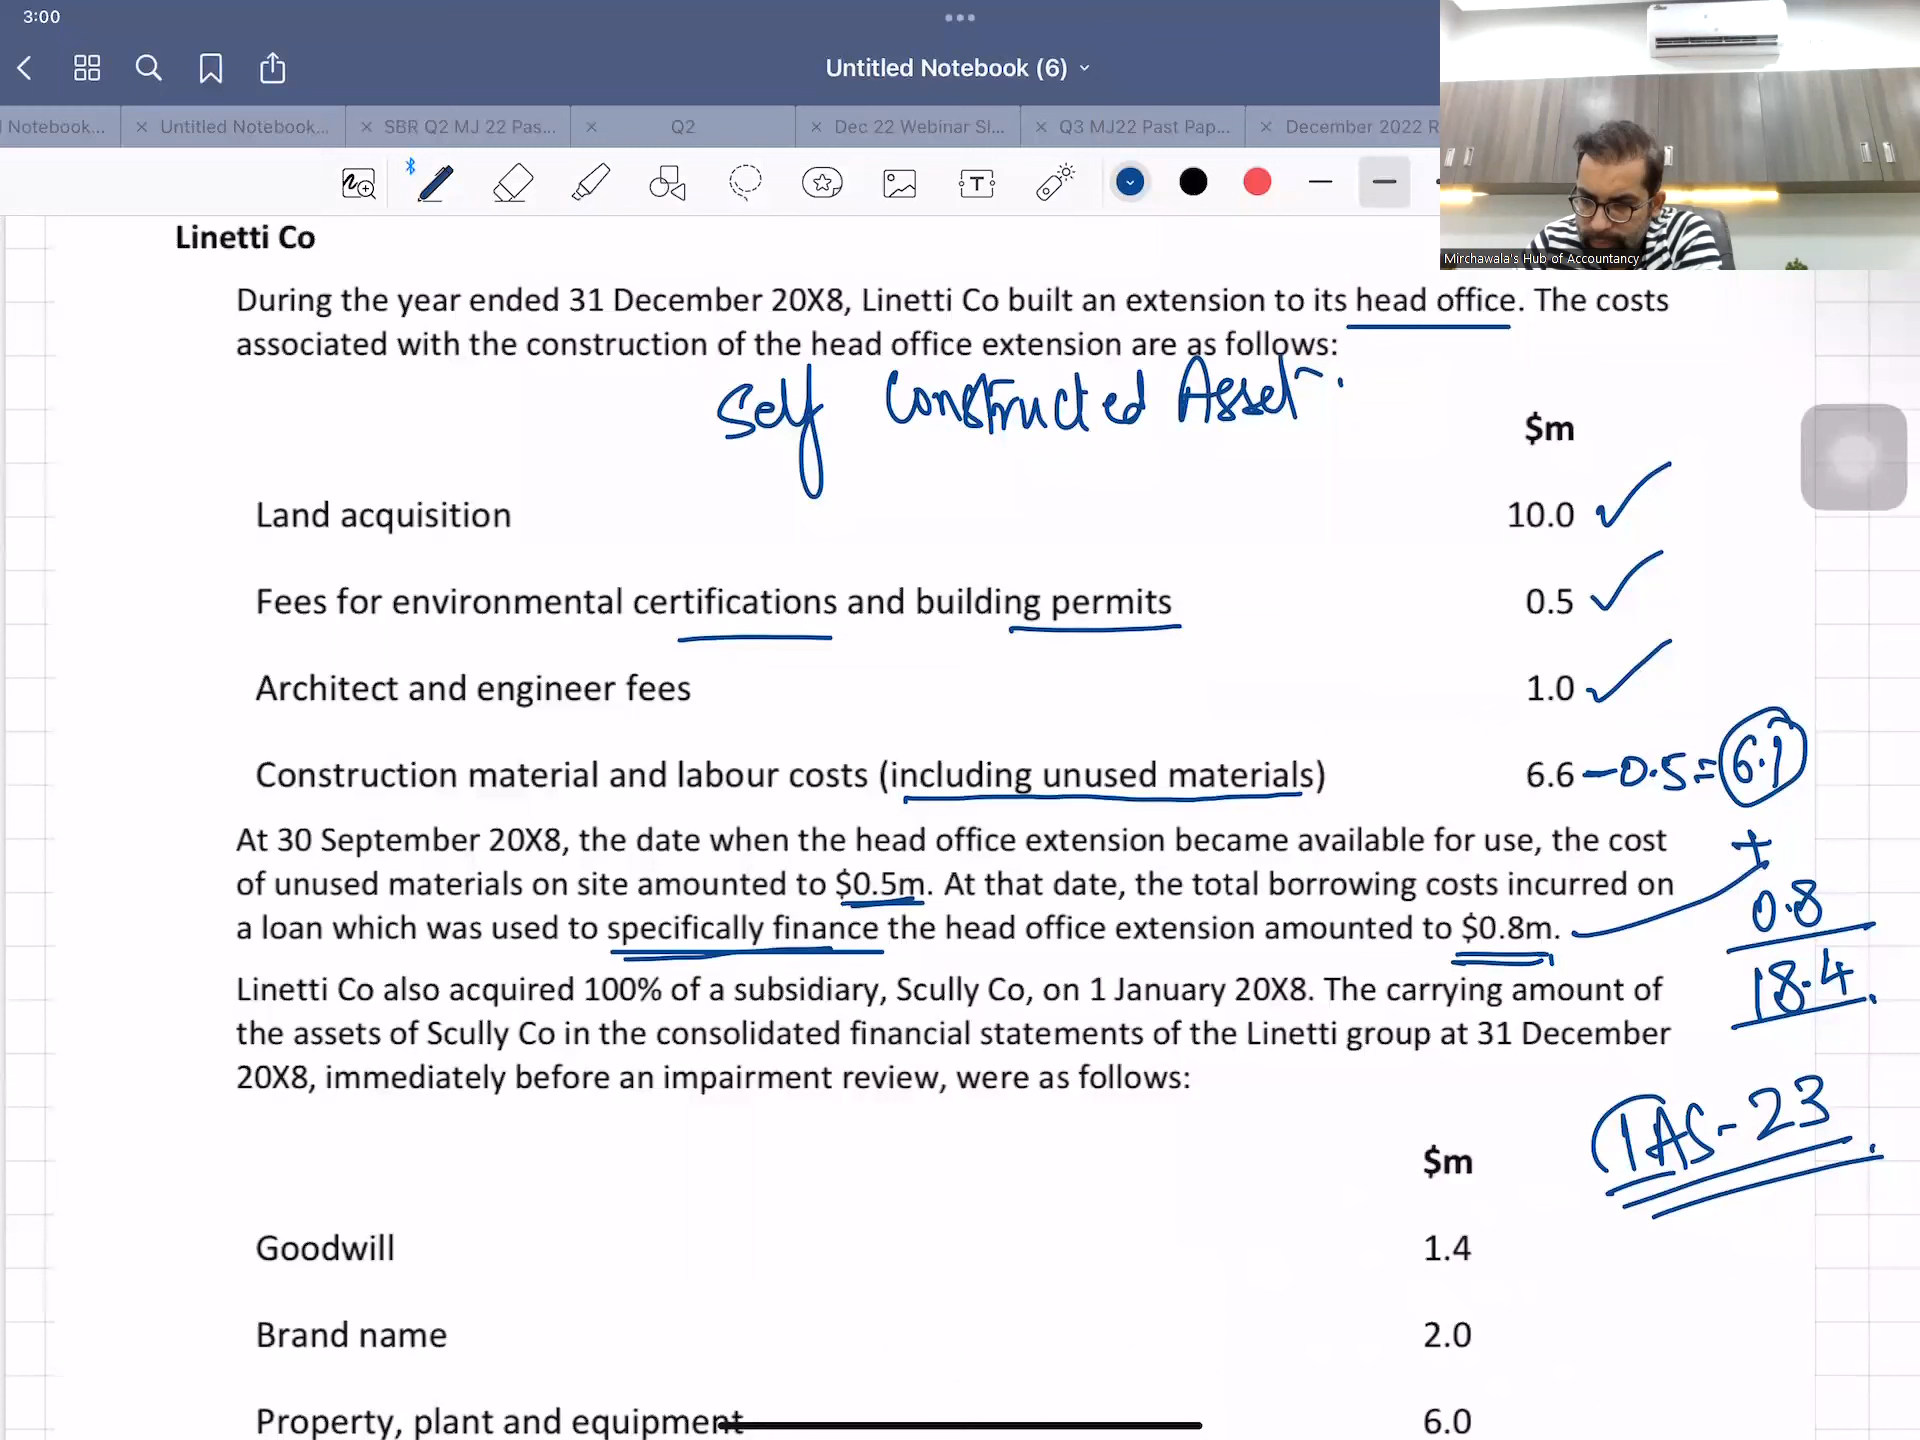 3:00
Untitled Notebook (6)
l Notebook...
Untitled Notebook...
SBR Q2 MJ 22 Pas...
Q2
Dec 22 Webinar Sl...
Q3 MJ22 Past Pap...
December 2022 R
T
Mirchawala's Hub of Accountancy
Linetti Co
During the year ended 31 December 20X8, Linetti Co built an extension to its head office. The costs
associated with the construction of the head office extension are as follows:
Self Constructed Asset.
$m
Land acquisition 10.0
Fees for environmental certifications and building permits 0.5
Architect and engineer fees 1.0
Construction material and labour costs (including unused materials) 6.6 -0.5= 6.1
At 30 September 20X8, the date when the head office extension became available for use, the cost
of unused materials on site amounted to $0.5m. At that date, the total borrowing costs incurred on
a loan which was used to specifically finance the head office extension amounted to $0.8m.
+
0.8
18.4
Linetti Co also acquired 100% of a subsidiary, Scully Co, on 1 January 20X8. The carrying amount of
the assets of Scully Co in the consolidated financial statements of the Linetti group at 31 December
20X8, immediately before an impairment review, were as follows:
IAS-23
$m
Goodwill 1.4
Brand name 2.0
Property, plant and equipment 6.0